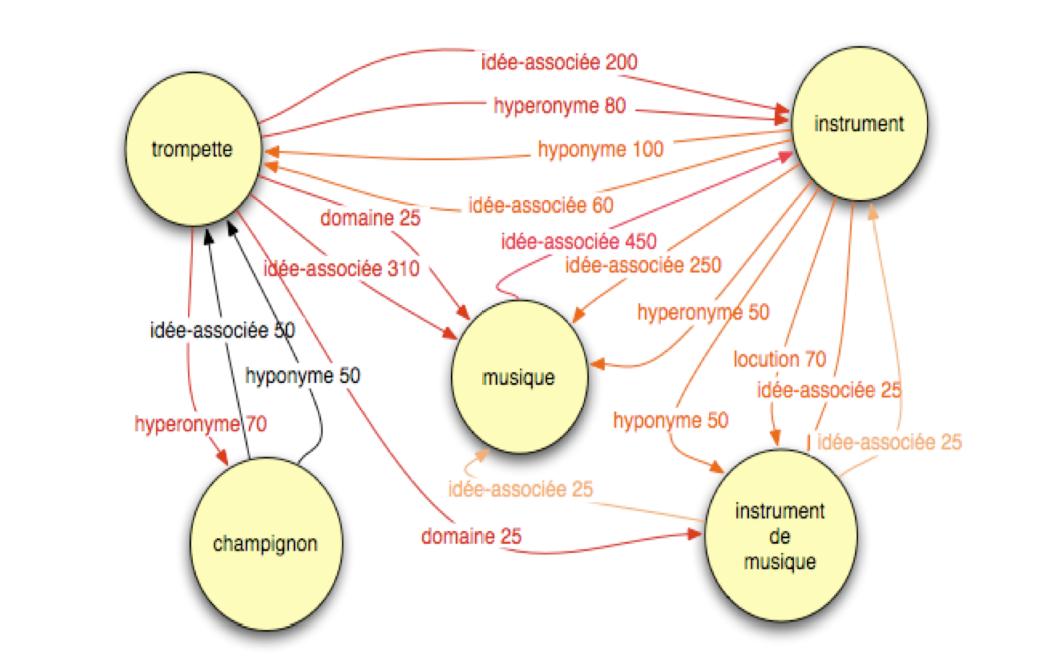 idée-associée 200
hyperonyme 80
instrument
trompette
hyponyme 100
idée-associée 60
domaine 25
idée-associée 450
idée-associée 310
idée-associée 250
hyperonyme 50
idée-associée 50
locution 70
hyponyme 50
musique
idée-associée 25
hyperonyme 70
hyponyme 50
idée-associée 25
idée-associée 25
instrument
de
musique
domaine 25
champignon